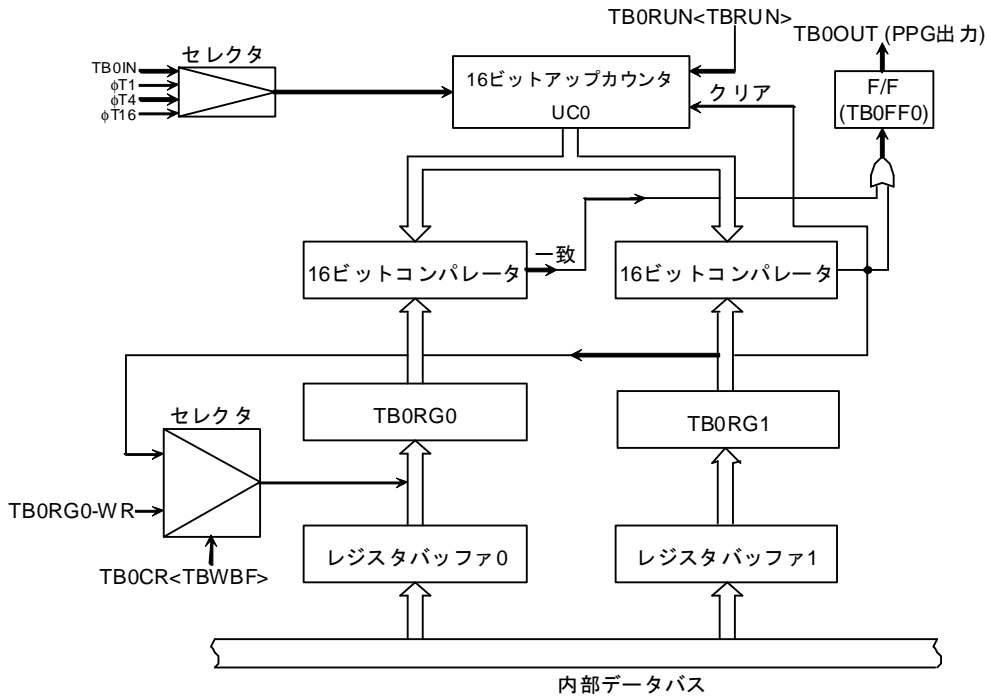 TB0RUN<TBRUN>
TB0OUT (PPG出力)
セレクタ
TB0IN
φT1
φT4
φT16
16ビットアップカウンタ
UC0
クリア
F/F
(TB0FF0)
一致
16ビットコンパレータ
16ビットコンパレータ
セレクタ
TB0RG0
TB0RG1
TB0RG0-WR
レジスタバッファ0
レジスタバッファ1
TB0CR<TBWBF>
内部データバス